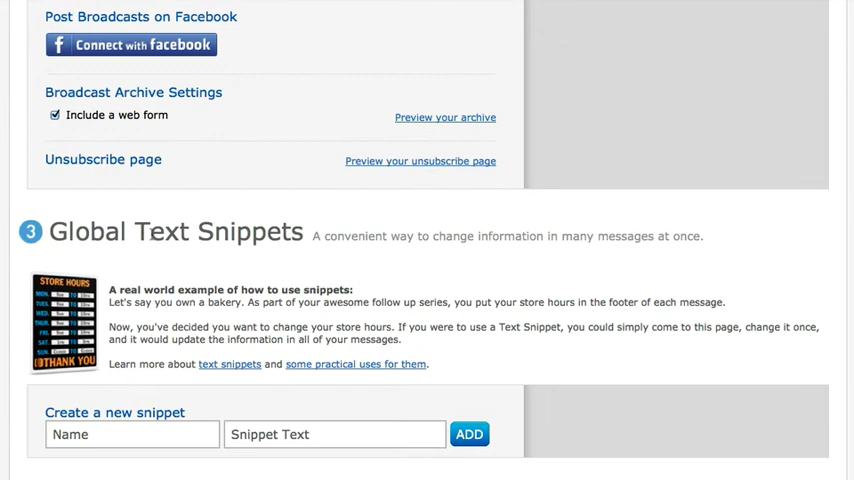 Post Broadcasts on Facebook
f Connect with facebook
Broadcast Archive Settings
Include a web form
Preview your archive
Unsubscribe page
Preview your unsubscribe page
3 Global Text Snippets A convenient way to change information in many messages at once.
STORE HOURS
A real world example of how to use snippets:
Let's say you own a bakery. As part of your awesome follow up series, you put your store hours in the footer of each message.
Now, you've decided you want to change your store hours. If you were to use a Text Snippet, you could simply come to this page, change it once,
and it would update the information in all of your messages.
THANK YOU
Learn more about text snippets and some practical uses for them.
Create a new snippet
Name
Snippet Text
ADD